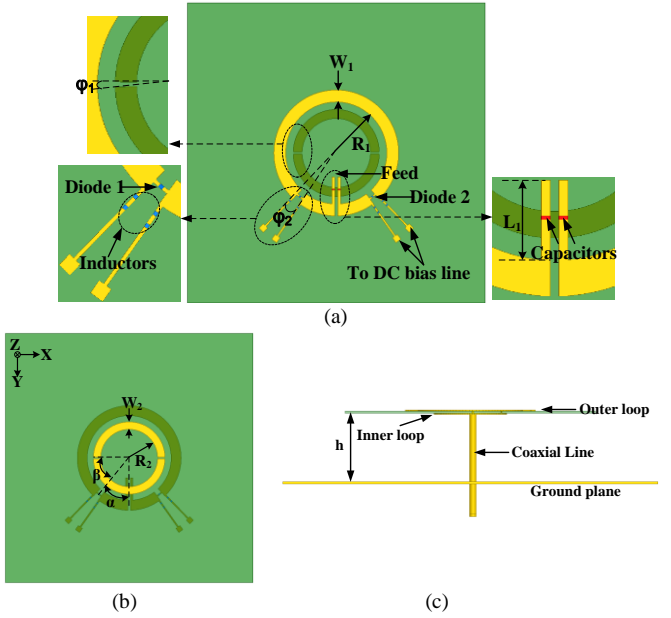 φ1
W1
R1
Feed
Diode 1
Diode 2
φ2
Inductors
To DC bias line
L1
Capacitors
(a)
Z
X
Y
W2
R2
β
α
Outer loop
Inner loop
h
Coaxial Line
Ground plane
(b)
(c)